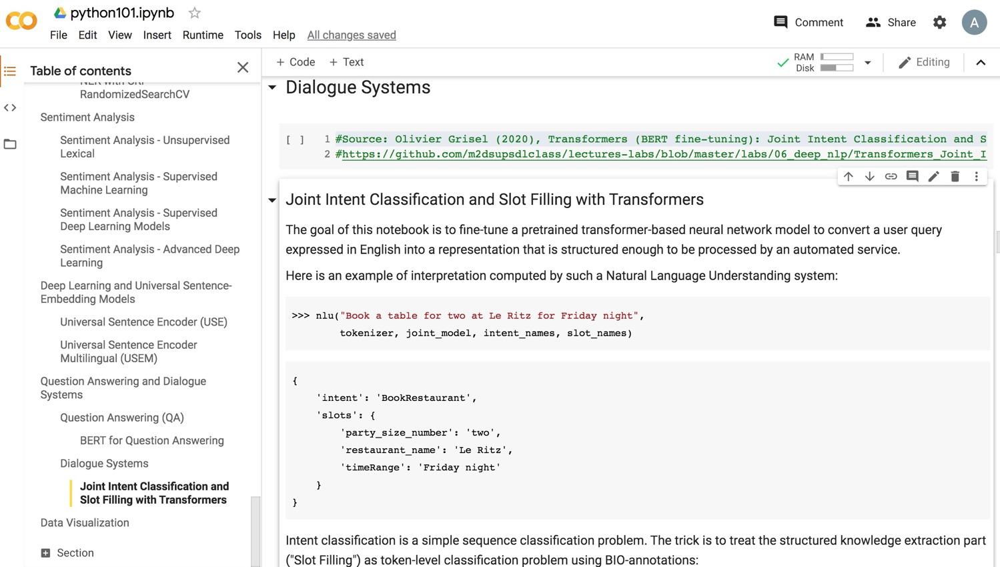 python101.ipynb
File Edit View Insert Runtime Tools Help All changes saved
Comment
Share
A
Table of contents
RandomizedSearchCV
Sentiment Analysis
Sentiment Analysis - Unsupervised
Lexical
Sentiment Analysis - Supervised
Machine Learning
Sentiment Analysis - Supervised
Deep Learning Models
Sentiment Analysis - Advanced Deep
Learning
Deep Learning and Universal Sentence-
Embedding Models
Universal Sentence Encoder (USE)
Universal Sentence Encoder
Multilingual (USEM)
Question Answering and Dialogue
Systems
Question Answering (QA)
BERT for Question Answering
Dialogue Systems
Joint Intent Classification and
Slot Filling with Transformers
Data Visualization
Section
+ Code + Text
RAM
Disk
Editing
Dialogue Systems
[ ] 1 #Source: Olivier Grisel (2020), Transformers (BERT fine-tuning): Joint Intent Classification and S
2 #https://github.com/m2dsupsdlclass/lectures-labs/blob/master/labs/06_deep_nlp/Transformers_Joint_I
Joint Intent Classification and Slot Filling with Transformers
The goal of this notebook is to fine-tune a pretrained transformer-based neural network model to convert a user query
expressed in English into a representation that is structured enough to be processed by an automated service.
Here is an example of interpretation computed by such a Natural Language Understanding system:
>>> nlu("Book a table for two at Le Ritz for Friday night",
tokenizer, joint_model, intent_names, slot_names)
{
'intent': 'BookRestaurant',
'slots': {
'party_size_number': 'two',
'restaurant_name': 'Le Ritz',
'timeRange': 'Friday night'
}
}
Intent classification is a simple sequence classification problem. The trick is to treat the structured knowledge extraction part
("Slot Filling") as token-level classification problem using BIO-annotations: